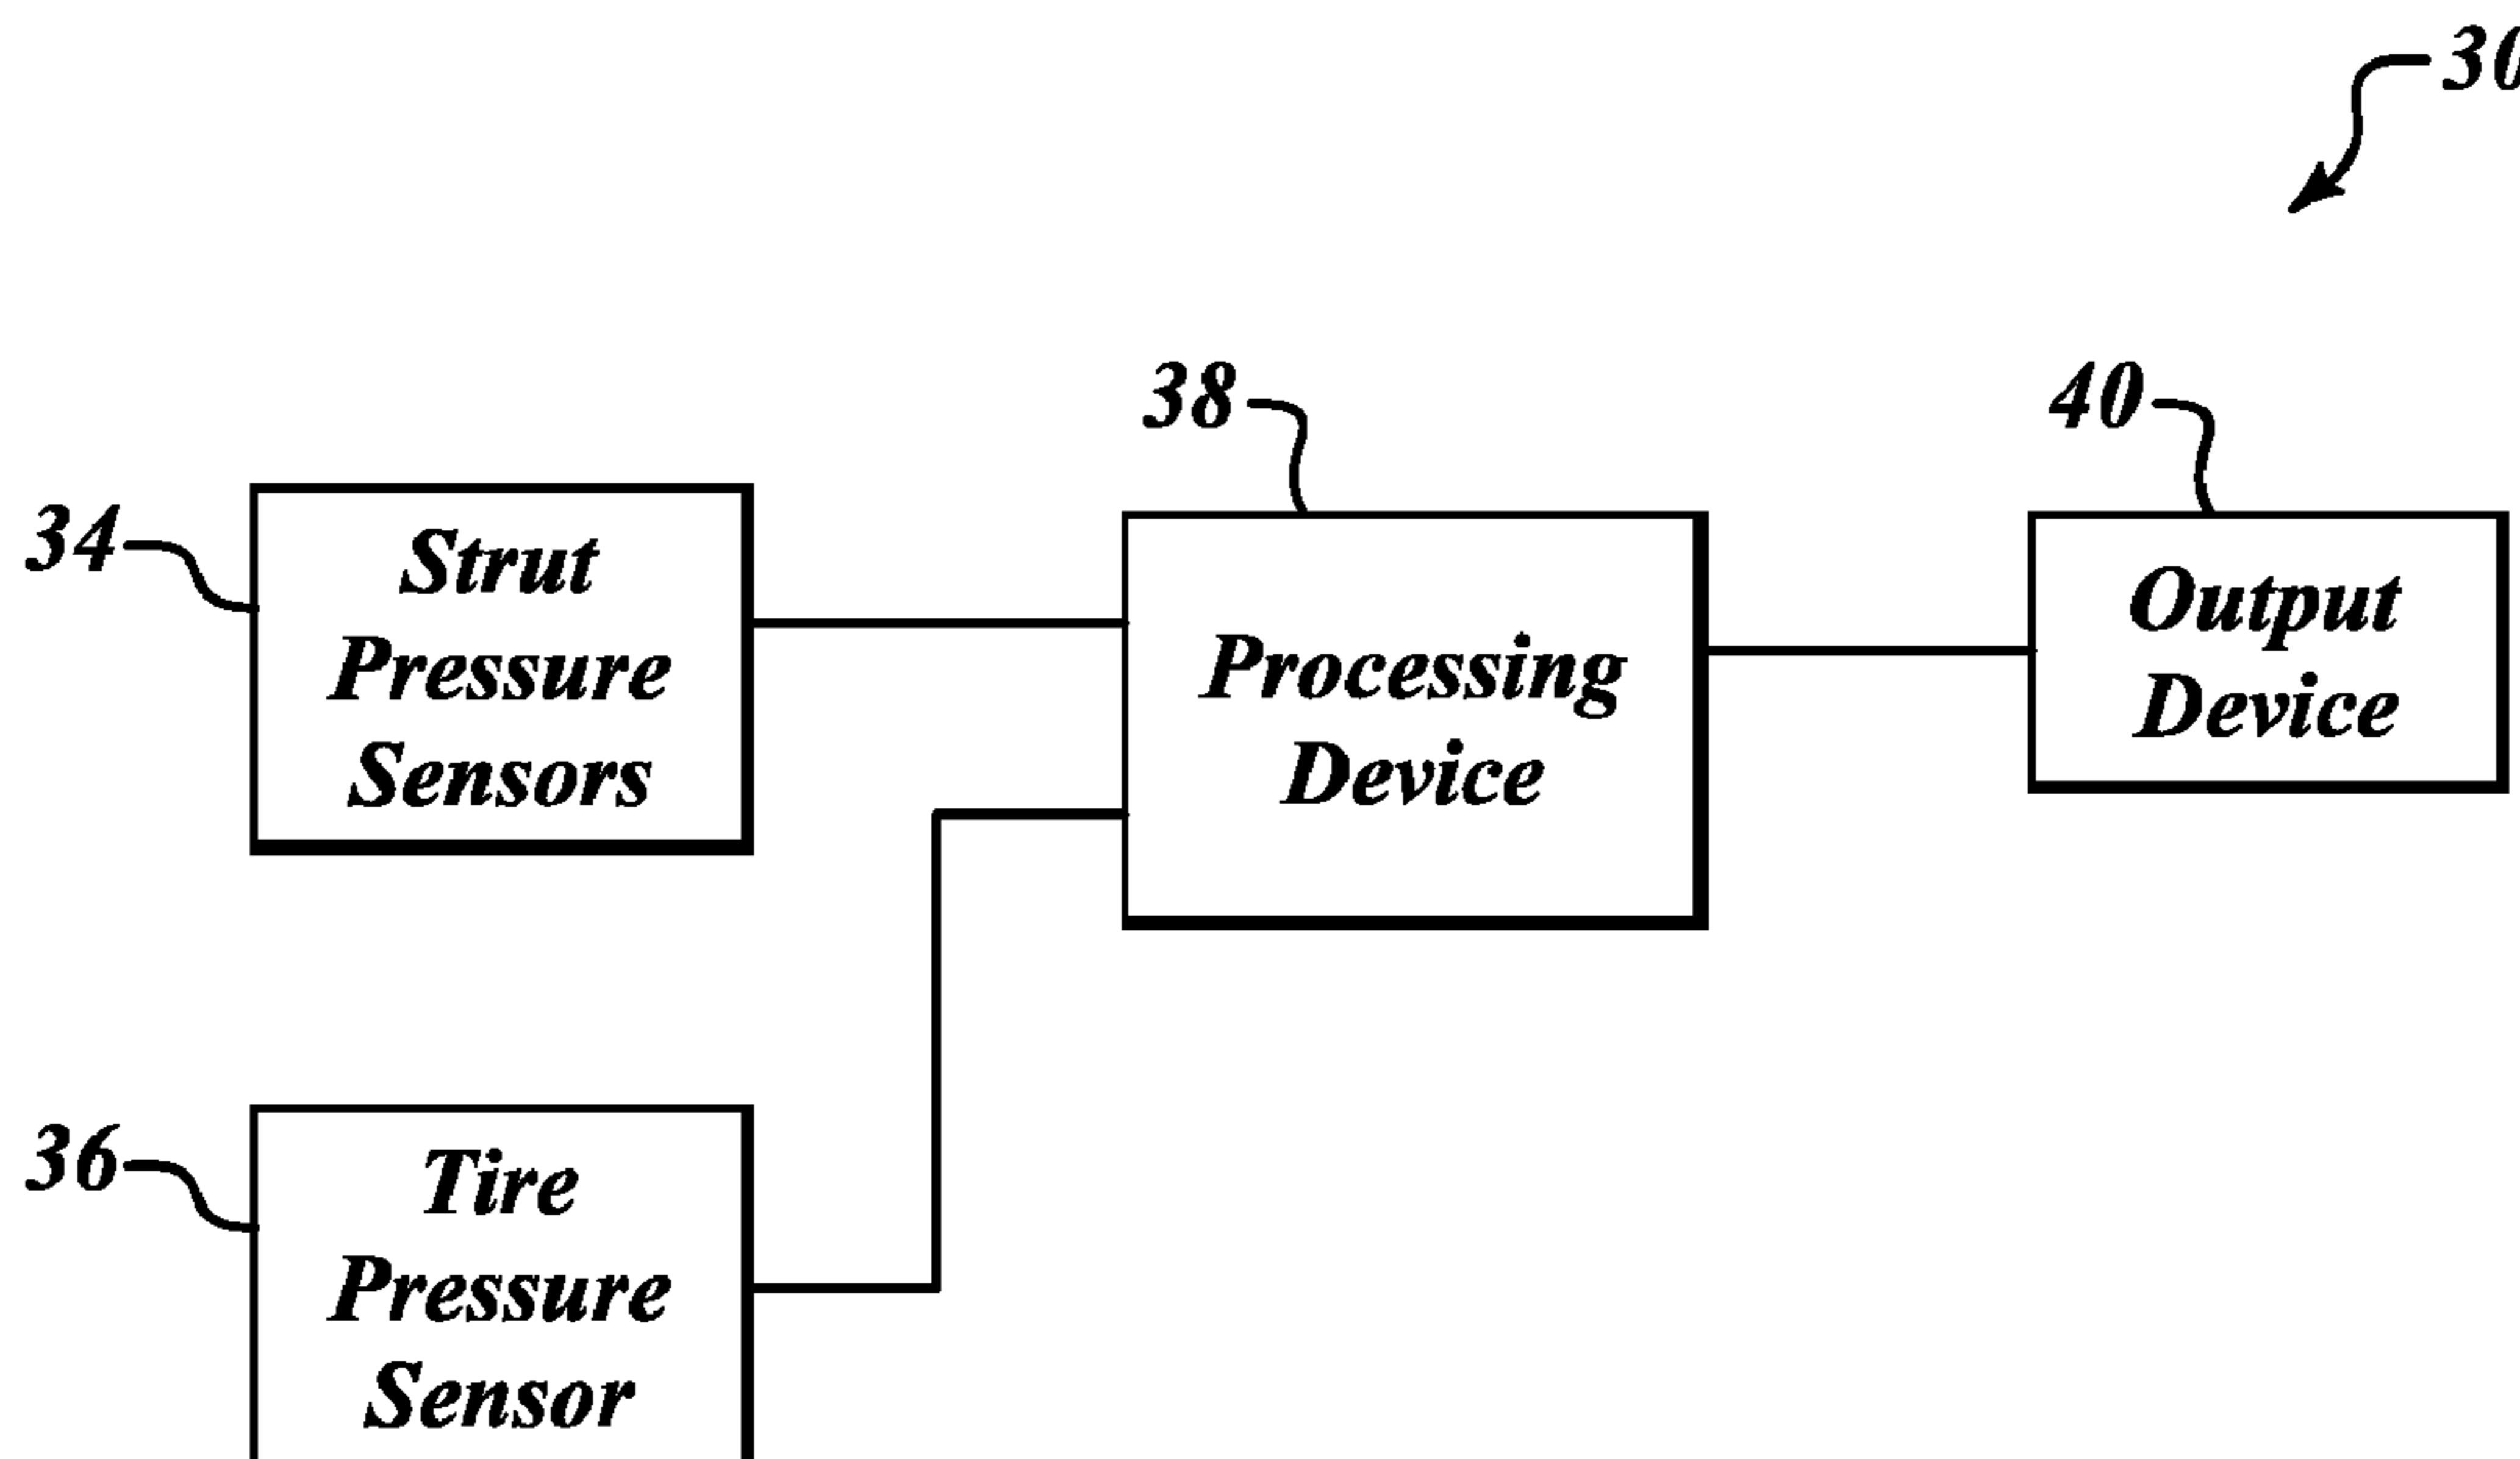 30
38
40
34
Strut
Pressure
Sensors
Processing
Device
Output
Device
36
Tire
Pressure
Sensor